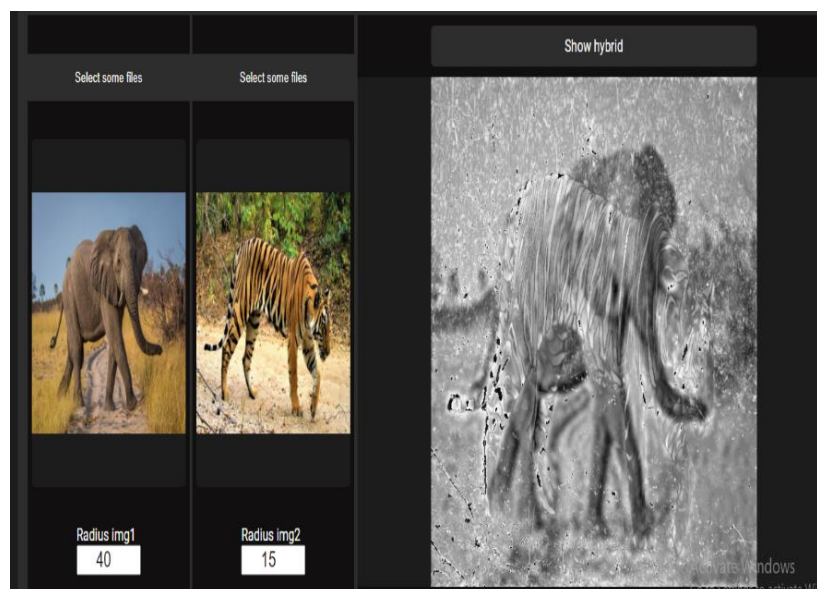 Select some files
Select some files
Show hybrid
Radius img1
40
Radius img2
15
Activate Windows